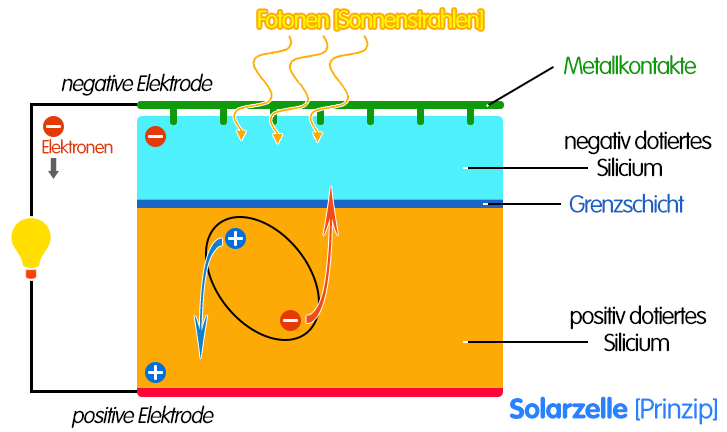 Fotonen [Sonnenstrahlen]
negative Elektrode
Metallkontakte
Elektronen
negativ dotiertes
Silicium
Grenzschicht
positiv dotiertes
Silicium
positive Elektrode
Solarzelle [Prinzip]